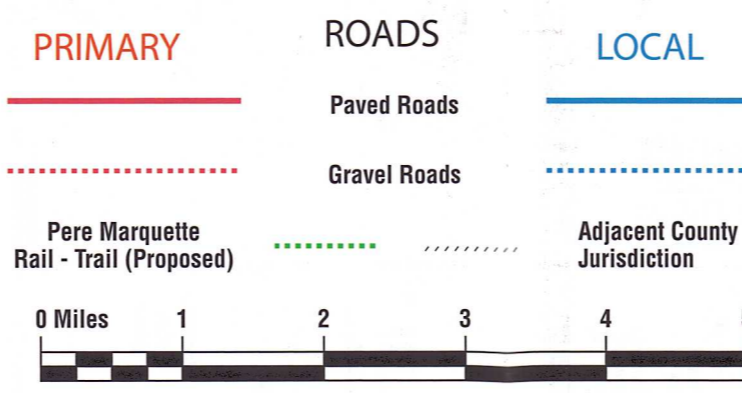 PRIMARY ROADS LOCAL
Paved Roads
Gravel Roads
Pere Marquette
Rail - Trail (Proposed)
Adjacent County
Jurisdiction
0 Miles 1 2 3 4